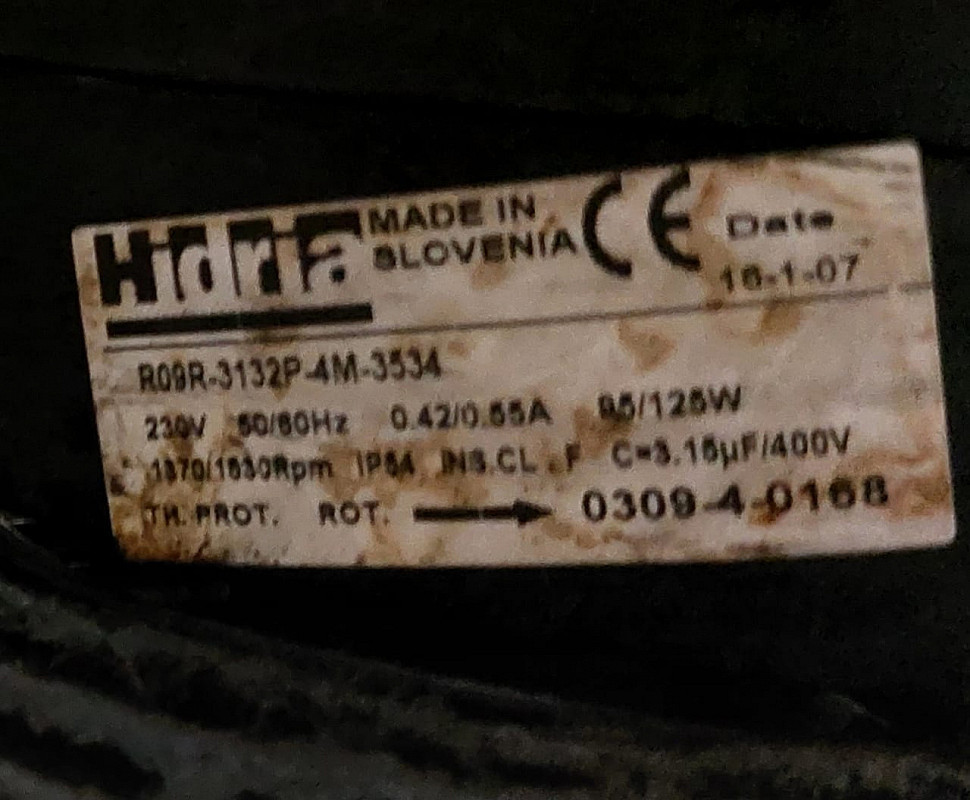 Hidria MADE IN SLOVENIA CE Date
16-1-07
R09R-3132P-4M-3534
230V 50/60Hz 0.42/0.55A 95/125W
1370/1630Rpm IP54 INS.CL. F C=3.15µF/400V
TH. PROT. ROT. → 0309-4-0168